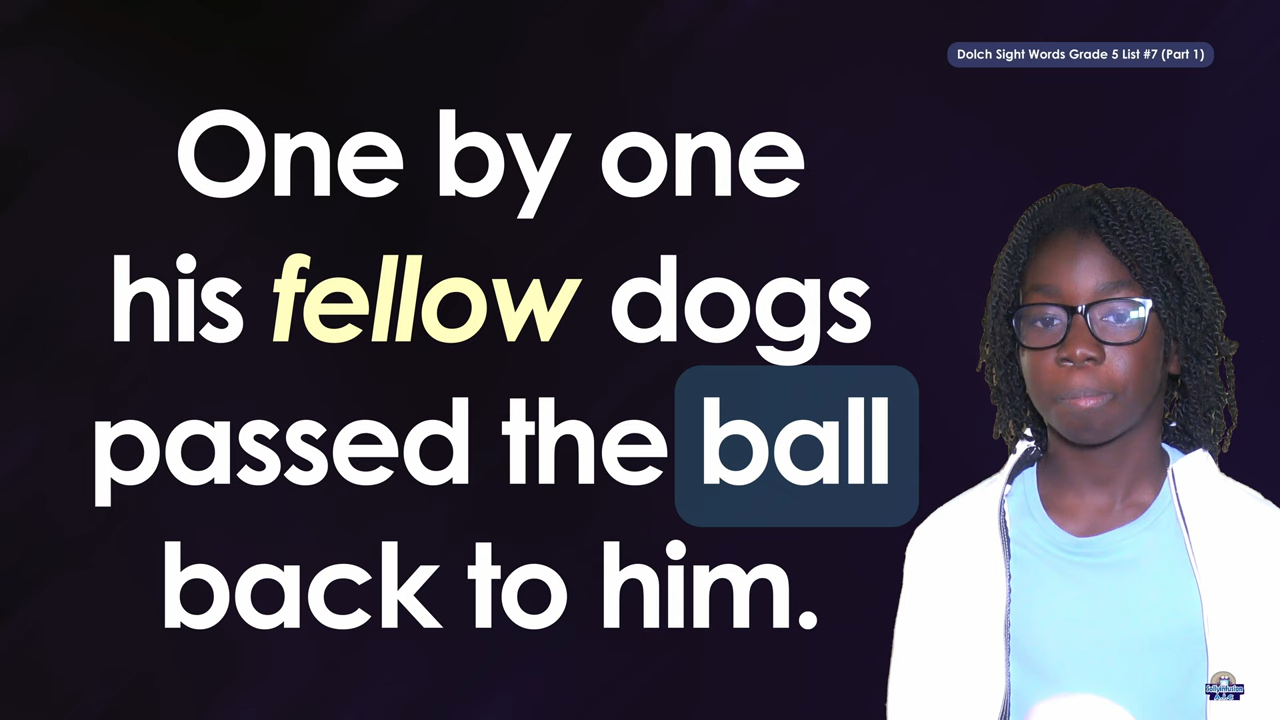 Dolch Sight Words Grade 5 List #7 (Part 1)
One by one
his fellow dogs
passed the ball
back to him.